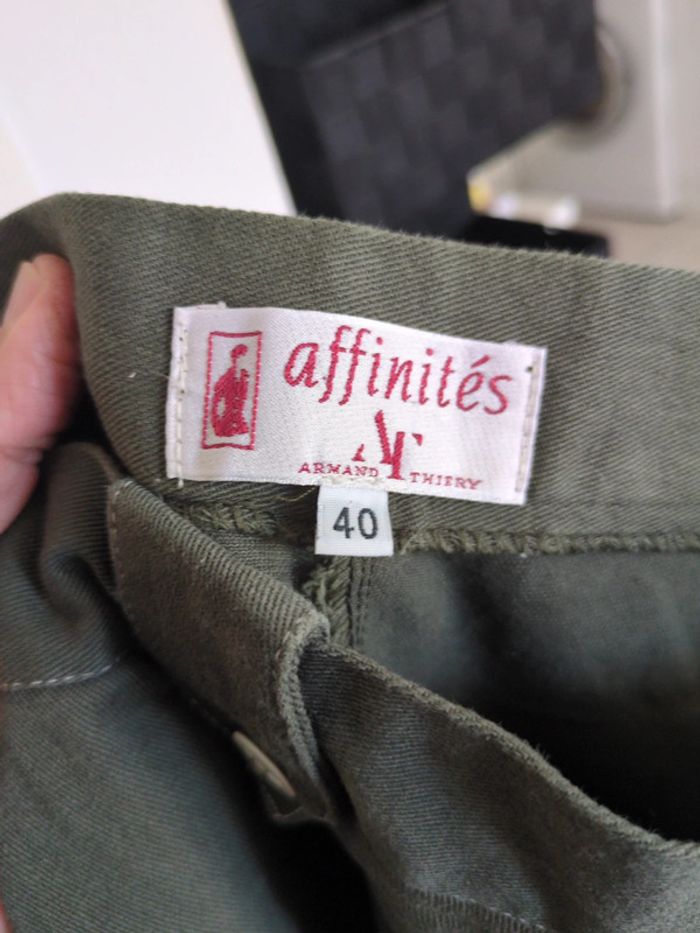 affinités
AT
ARMAND THIERY
40